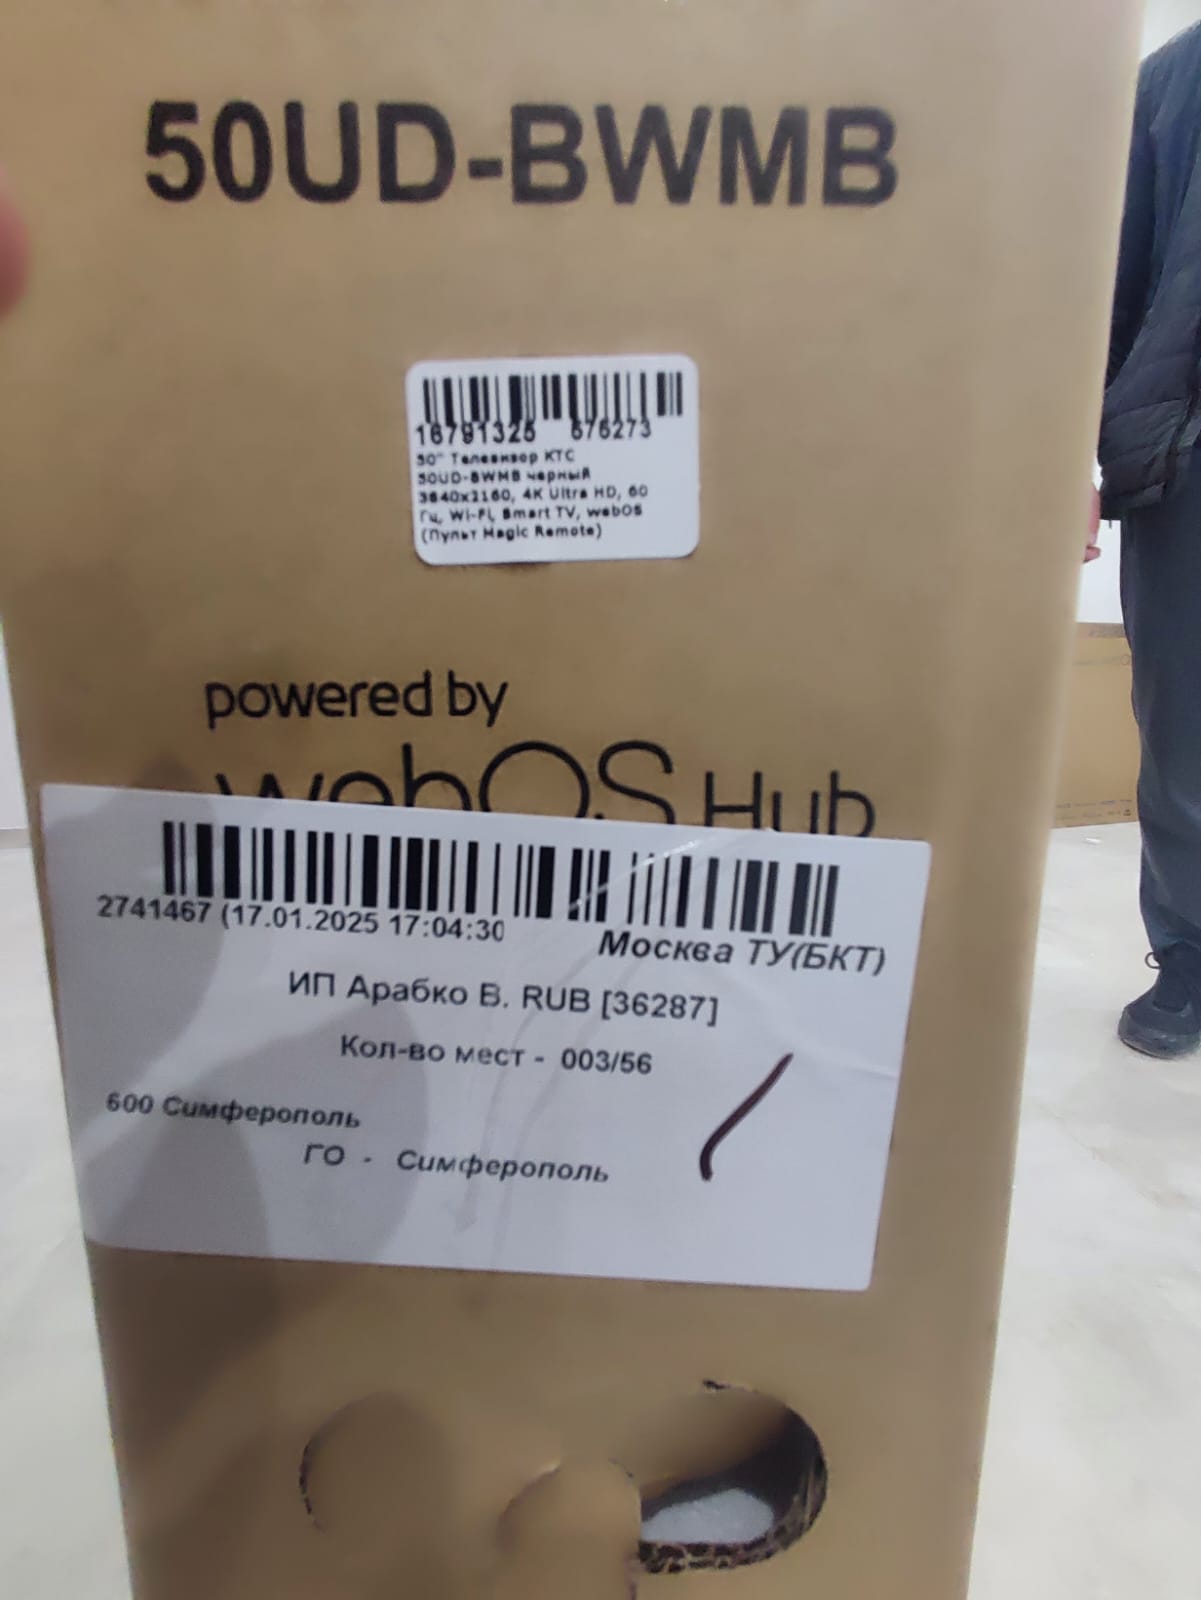 50UD-BWMB
16791325 676273
50" Телевизор KTC
50UD-BWMB черный
3840x2160, 4K Ultra HD, 60
Гц, Wi-Fi, Smart TV, webOS
(Пульт Magic Remote)
powered by
webOS Hub
2741467 (17.01.2025 17:04:30
Москва ТУ(БКТ)
ИП Арабко В. RUB [36287]
Кол-во мест - 003/56
600 Симферополь
ГО - Симферополь